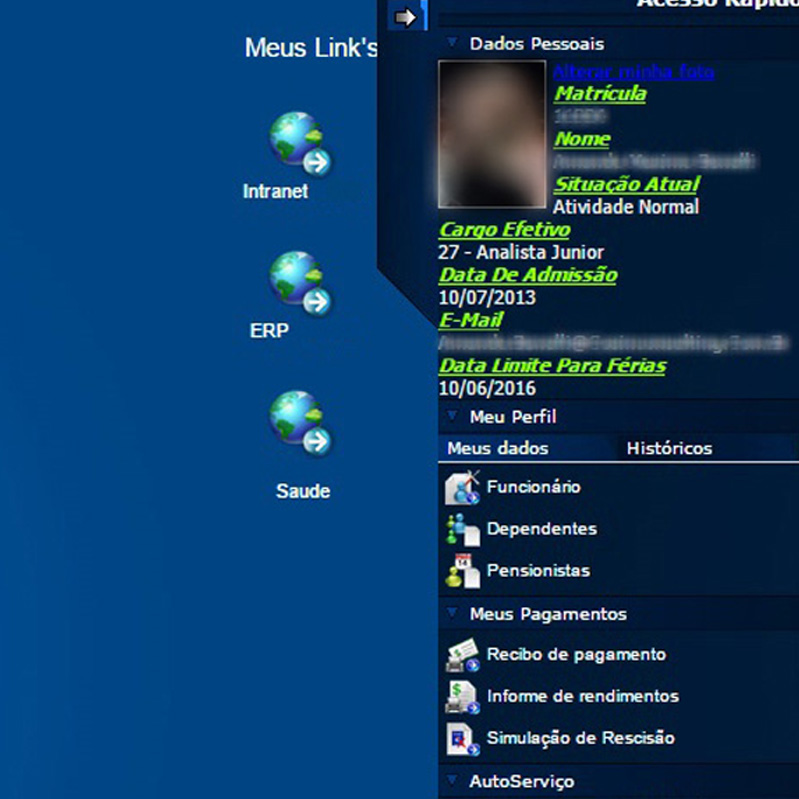 Meus Link's
Intranet
ERP
Saude
Acesso Rápido
Dados Pessoais
Alterar minha foto
Matrícula
Nome
Situação Atual
Atividade Normal
Cargo Efetivo
27 - Analista Junior
Data De Admissão
10/07/2013
E-Mail
Data Limite Para Férias
10/06/2016
Meu Perfil
Meus dados Históricos
Funcionário
Dependentes
Pensionistas
Meus Pagamentos
Recibo de pagamento
Informe de rendimentos
Simulação de Rescisão
AutoServiço